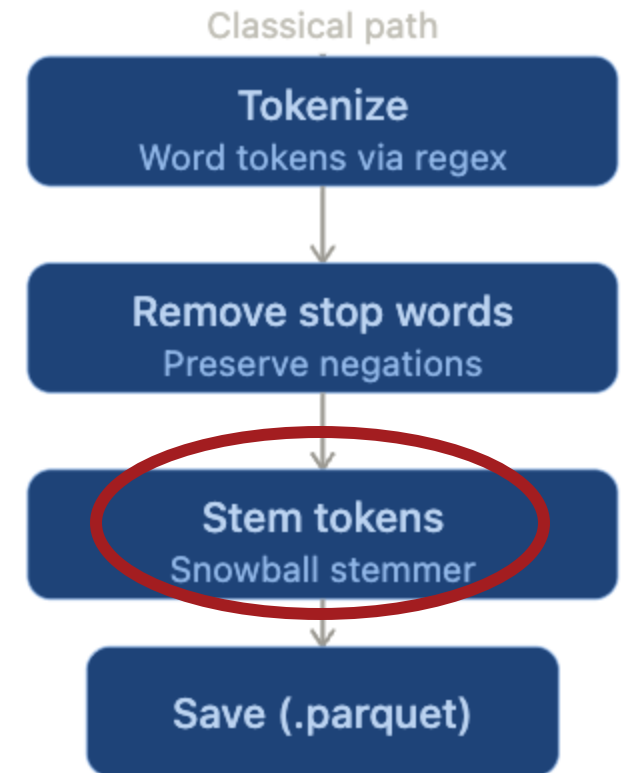 Classical path
Tokenize
Word tokens via regex
Remove stop words
Preserve negations
Stem tokens
Snowball stemmer
Save (.parquet)